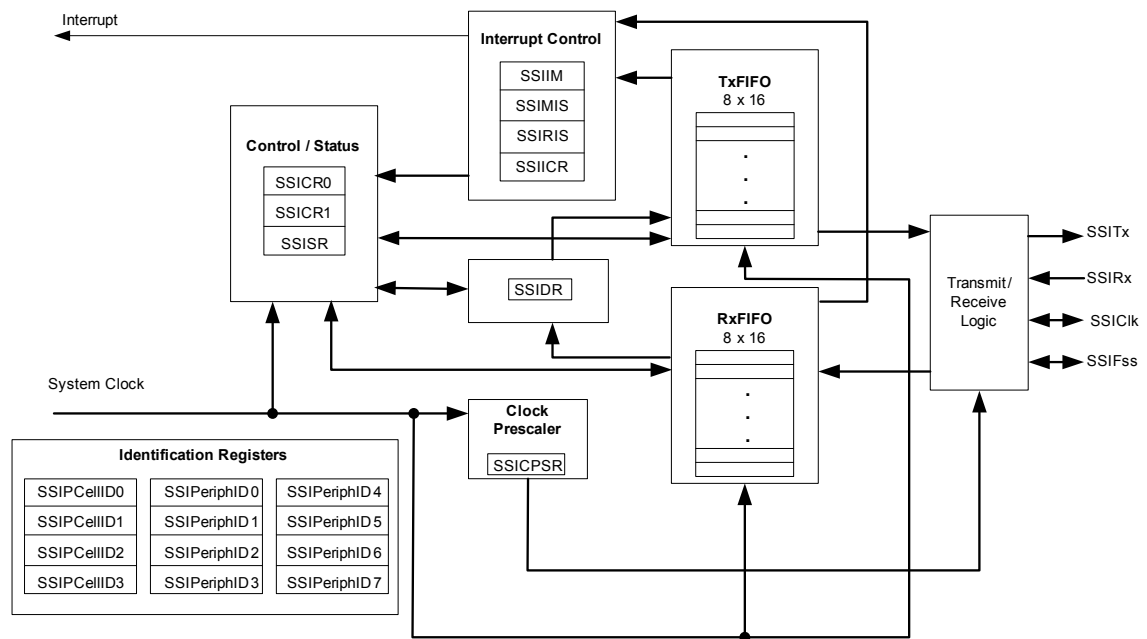 Interrupt
Interrupt Control
SSIIM
SSIMIS
SSIRIS
SSIICR
TxFIFO
8 x 16
.
.
.
Control / Status
SSICR0
SSICR1
SSISR
SSIDR
RxFIFO
8 x 16
.
.
.
Transmit/
Receive
Logic
SSITx
SSIRx
SSIClk
SSIFss
System Clock
Clock
Prescaler
SSICPSR
Identification Registers
SSIPCellID0 SSIPeriphID0 SSIPeriphID4
SSIPCellID1 SSIPeriphID1 SSIPeriphID5
SSIPCellID2 SSIPeriphID2 SSIPeriphID6
SSIPCellID3 SSIPeriphID3 SSIPeriphID7